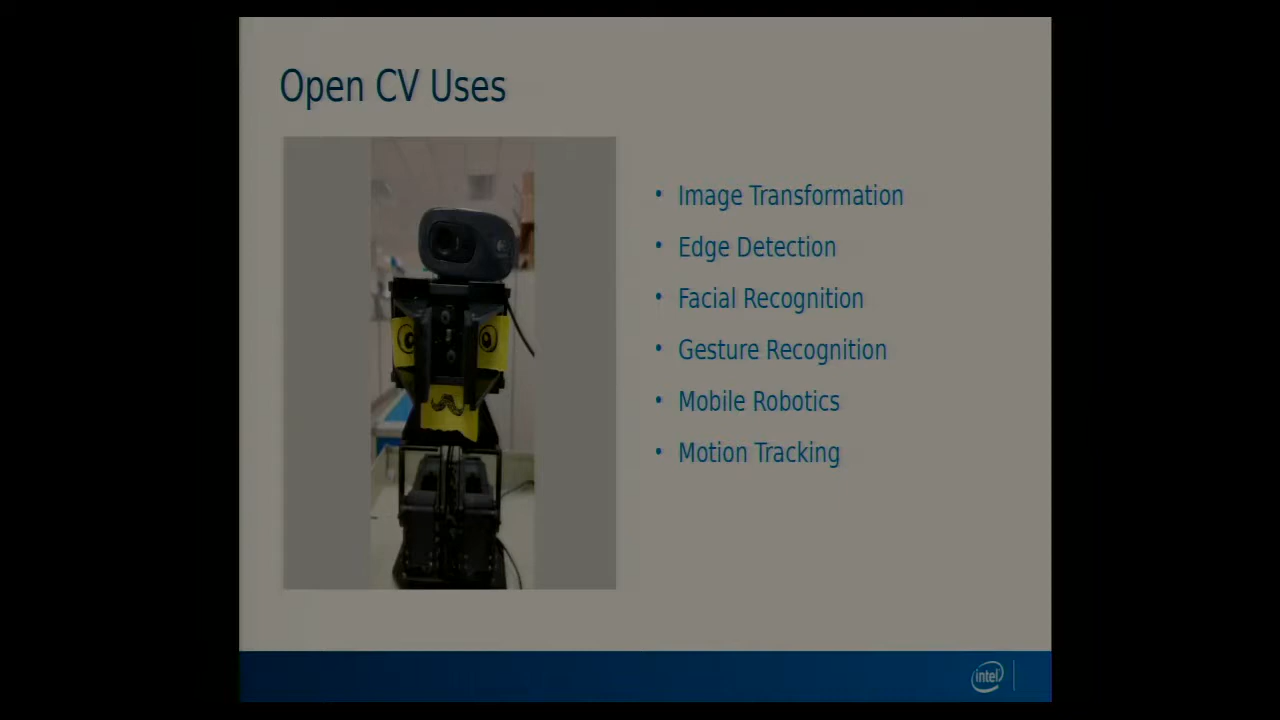 Open CV Uses
• Image Transformation
• Edge Detection
• Facial Recognition
• Gesture Recognition
• Mobile Robotics
• Motion Tracking
intel